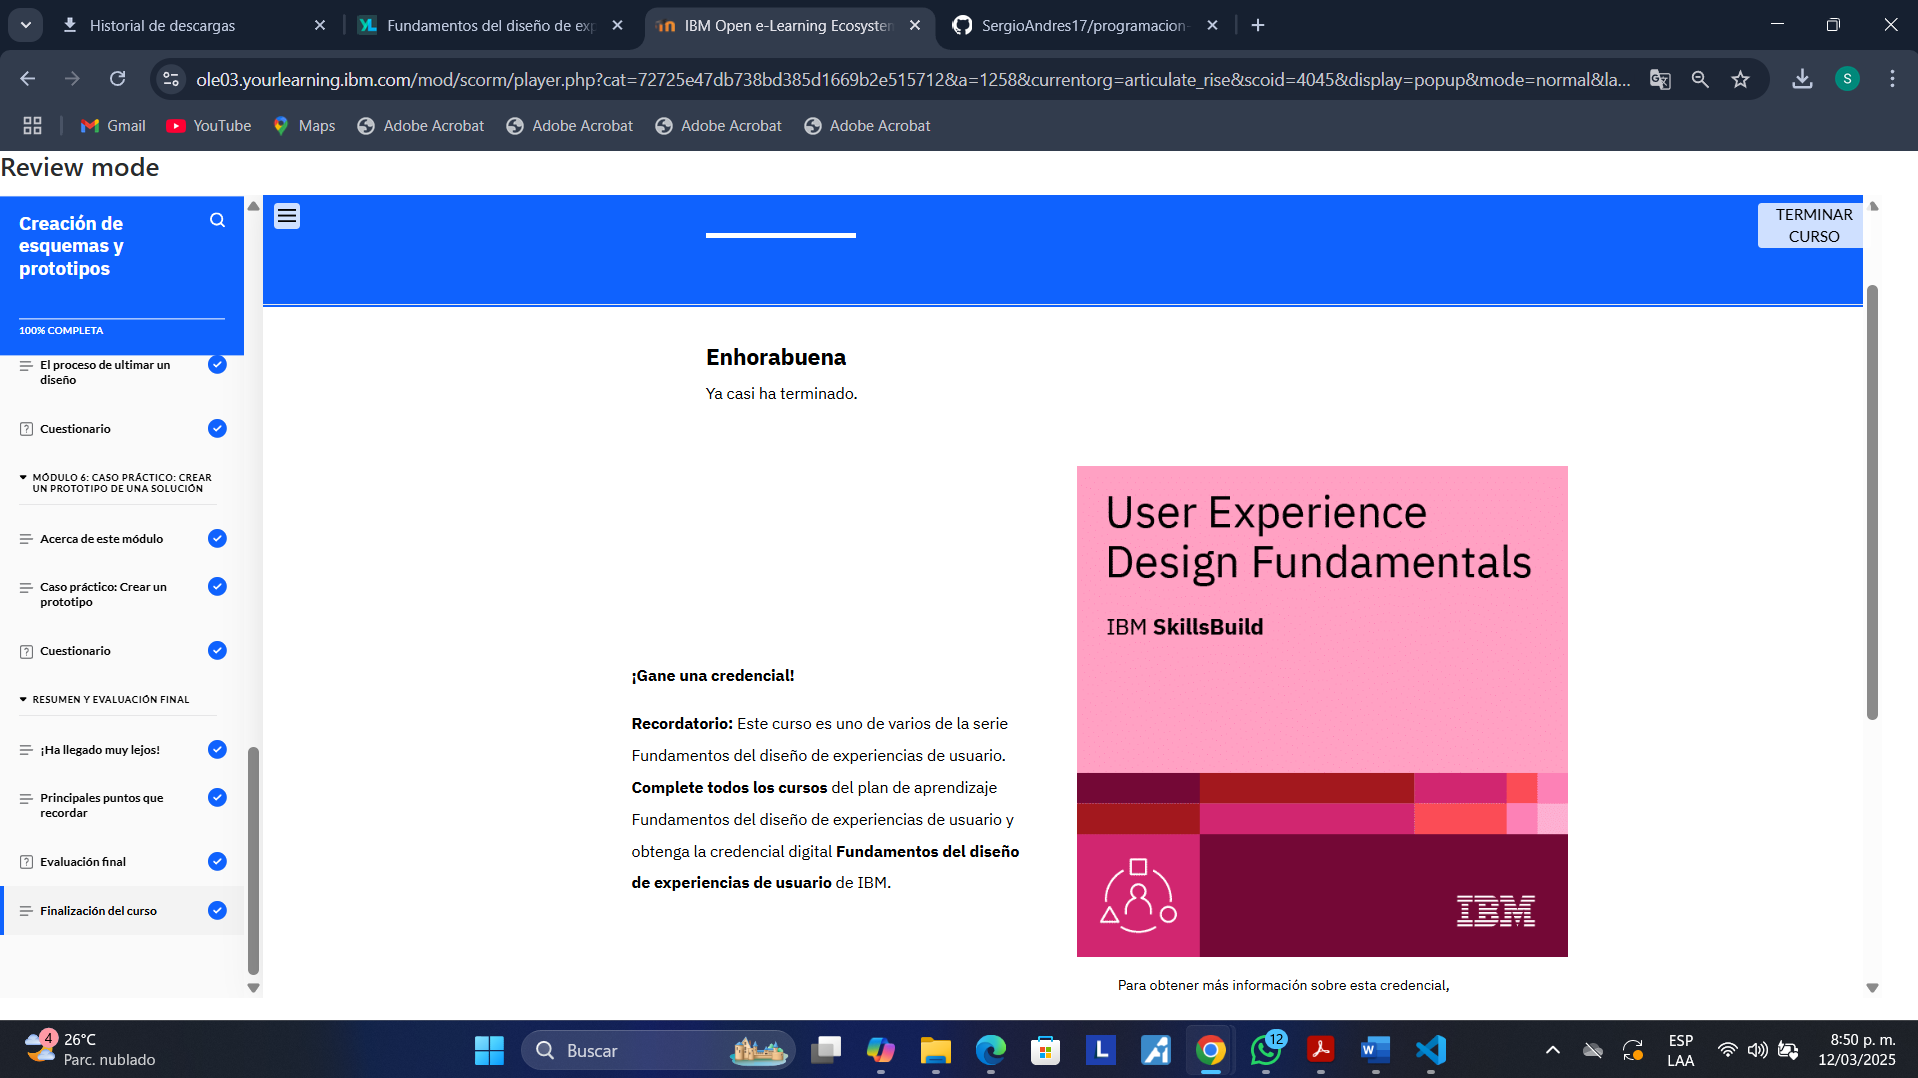 Historial de descargas
Fundamentos del diseño de exp
IBM Open e-Learning Ecosystem
SergioAndres17/programacion-
ole03.yourlearning.ibm.com/mod/scorm/player.php?cat=72725e47db738bd385d1669b2e515712&a=1258&currentorg=articulate_rise&scoid=4045&display=popup&mode=normal&la...
S
Gmail
YouTube
Maps
Adobe Acrobat
Adobe Acrobat
Adobe Acrobat
Adobe Acrobat
Review mode
Creación de
esquemas y
prototipos
100% COMPLETA
El proceso de ultimar un
diseño
Cuestionario
MÓDULO 6: CASO PRÁCTICO: CREAR
UN PROTOTIPO DE UNA SOLUCIÓN
Acerca de este módulo
Caso práctico: Crear un
prototipo
Cuestionario
RESUMEN Y EVALUACIÓN FINAL
¡Ha llegado muy lejos!
Principales puntos que
recordar
Evaluación final
Finalización del curso
TERMINAR
CURSO
Enhorabuena
Ya casi ha terminado.
¡Gane una credencial!
Recordatorio: Este curso es uno de varios de la serie
Fundamentos del diseño de experiencias de usuario.
Complete todos los cursos del plan de aprendizaje
Fundamentos del diseño de experiencias de usuario y
obtenga la credencial digital Fundamentos del diseño
de experiencias de usuario de IBM.
User Experience
Design Fundamentals
IBM SkillsBuild
IBM
Para obtener más información sobre esta credencial,
4
26°C
Parc. nublado
Buscar
L
12
W
ESP
LAA
8:50 p. m.
12/03/2025